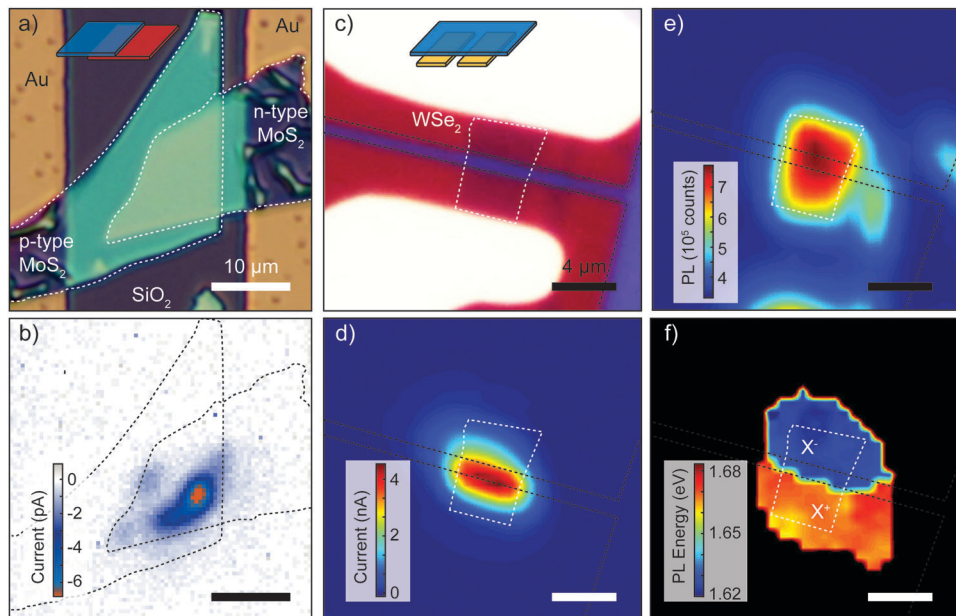 a)
Au
Au
n-type
MoS2
p-type
MoS2
SiO2
10 μm
b)
Current (pA)
0
-2
-4
-6
c)
WSe2
4 μm
d)
Current (nA)
4
2
0
e)
PL (10⁵ counts)
7
6
5
4
f)
X-
X+
PL Energy (eV)
1.68
1.65
1.62